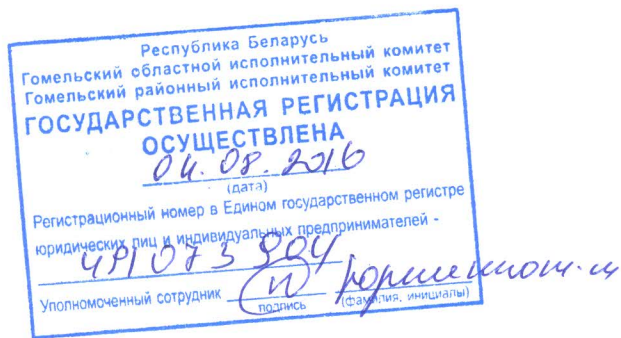 Республика Беларусь
Гомельский областной исполнительный комитет
Гомельский районный исполнительный комитет
ГОСУДАРСТВЕННАЯ РЕГИСТРАЦИЯ
ОСУЩЕСТВЛЕНА
04.08.2016
(дата)
Регистрационный номер в Едином государственном регистре
юридических лиц и индивидуальных предпринимателей -
491073904
Уполномоченный сотрудник
подпись (фамилия, инициалы)